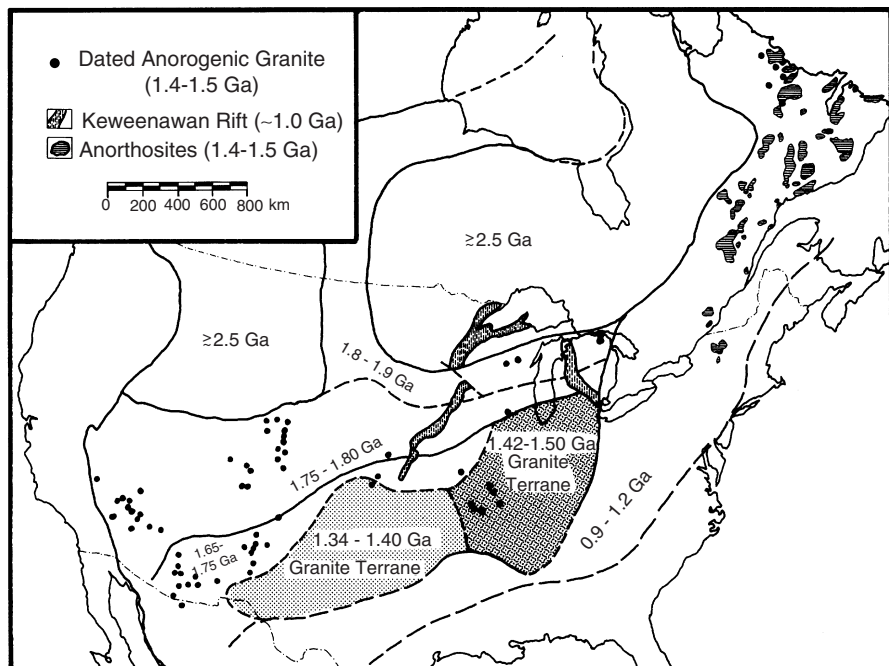 Dated Anorogenic Granite
(1.4-1.5 Ga)
Keweenawan Rift (~1.0 Ga)
Anorthosites (1.4-1.5 Ga)
0 200 400 600 800 km
≥2.5 Ga
≥2.5 Ga
1.8 - 1.9 Ga
1.75 - 1.80 Ga
1.42-1.50 Ga
Granite
Terrane
1.65-
1.75 Ga
1.34 - 1.40 Ga
Granite Terrane
0.9 - 1.2 Ga